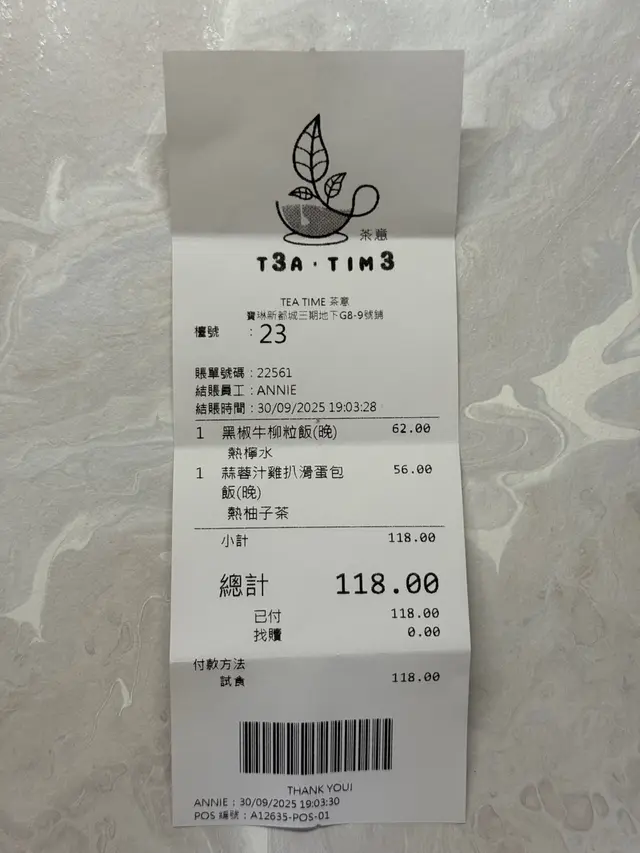 茶意
T3A · TIM3
TEA TIME 茶意
寶琳新都城三期地下G8-9號舖
檯號 : 23
賬單號碼 : 22561
結賬員工 : ANNIE
結賬時間 : 30/09/2025 19:03:28
1 黑椒牛柳粒飯(晚) 62.00
熱檸水
1 蒜蓉汁雞扒滑蛋包 56.00
飯(晚)
熱柚子茶
小計 118.00
總計 118.00
已付 118.00
找贖 0.00
付款方法
試食 118.00
THANK YOU!
ANNIE : 30/09/2025 19:03:30
POS 編號 : A12635-POS-01